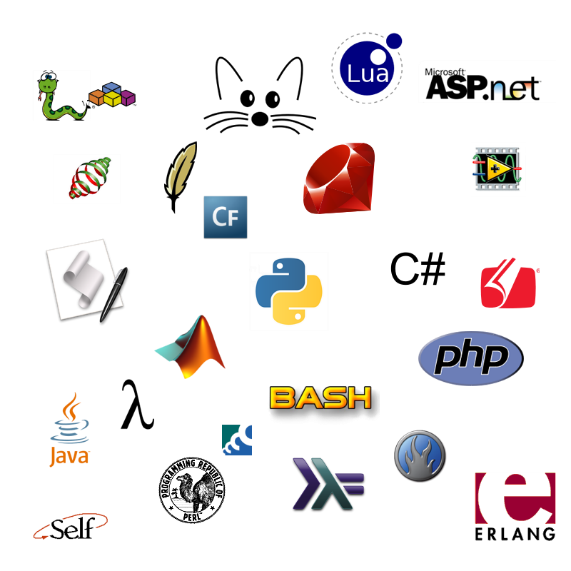 Lua
Microsoft
ASP.net
CF
C#
php
BASH
λ
Java
PROGRAMMING REPUBLIC OF
PERL
e
ERLANG
Self